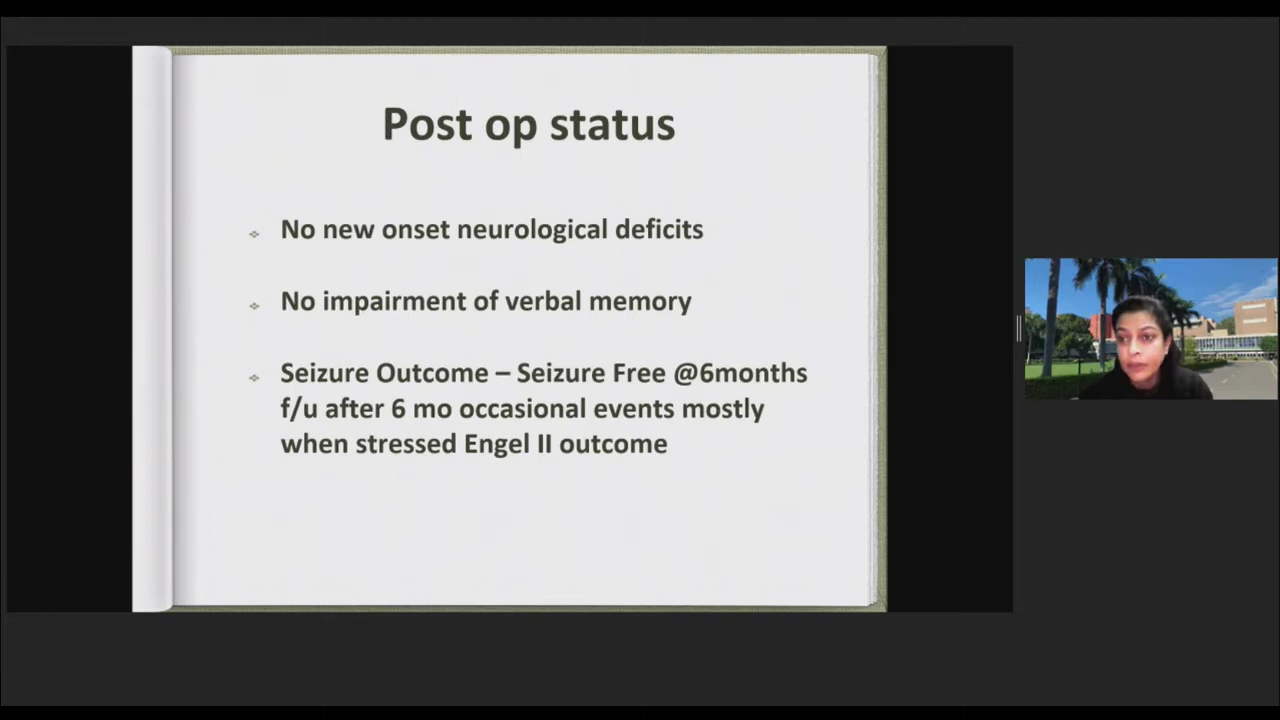 Post op status
No new onset neurological deficits
No impairment of verbal memory
Seizure Outcome – Seizure Free @6months
f/u after 6 mo occasional events mostly
when stressed Engel II outcome